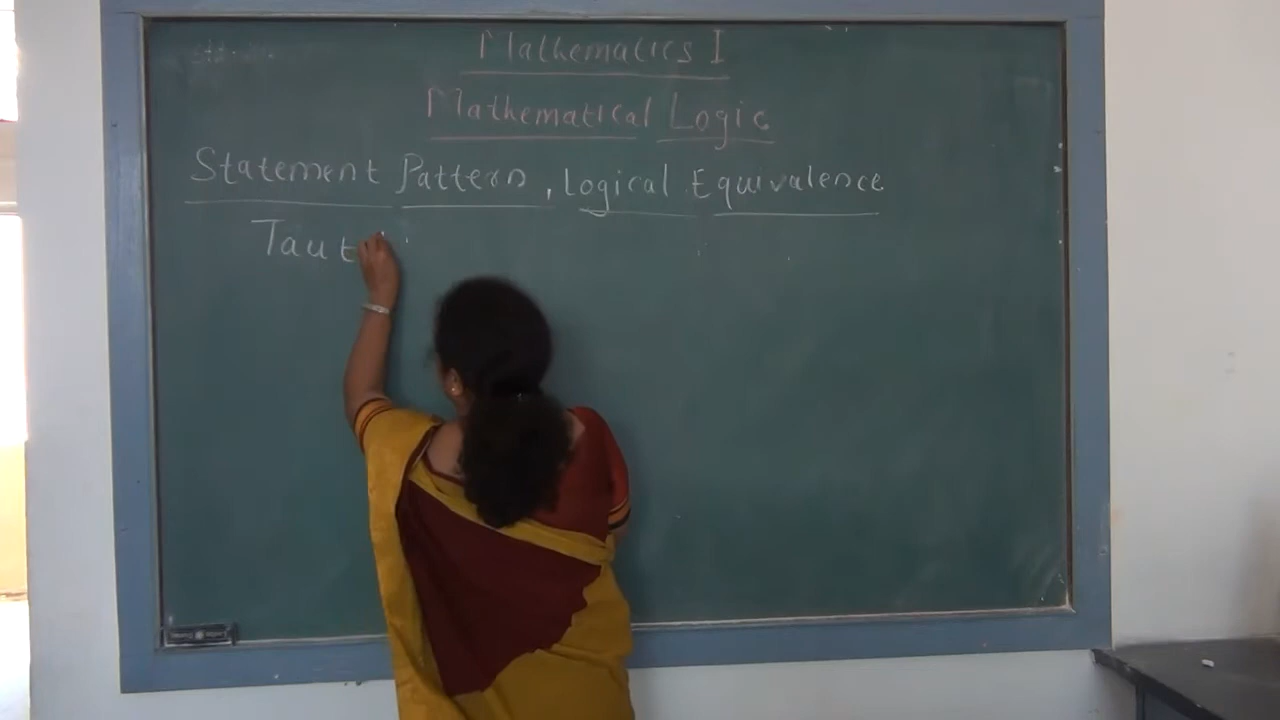 Mathematics I
Mathematical Logic
Statement Pattern, Logical Equivalence
Taut